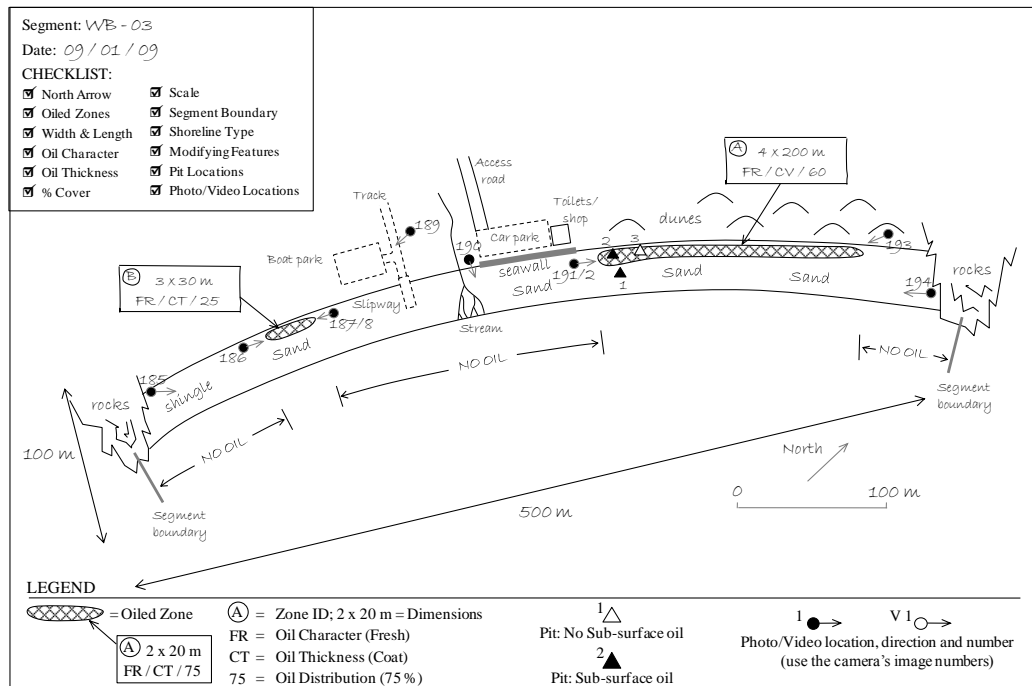 Segment: WB - 03
Date: 09 / 01 / 09
CHECKLIST:
North Arrow
Oiled Zones
Width & Length
Oil Character
Oil Thickness
% Cover
Scale
Segment Boundary
Shoreline Type
Modifying Features
Pit Locations
Photo/Video Locations
A 4 x 200 m
FR / CV / 60
Access
road
Track
189
Toilets/
shop
dunes
Boat park
190
Car park
2
3
193
seawall
191/2
Sand
1
Sand
Sand
194
rocks
B 3 x 30 m
FR / CT / 25
Slipway
187/8
Stream
186
Sand
NO OIL
NO OIL
185
shingle
rocks
Segment
boundary
100 m
NO OIL
North
0
100 m
500 m
Segment
boundary
LEGEND
= Oiled Zone
A 2 x 20 m
FR / CT / 75
A = Zone ID; 2 x 20 m = Dimensions
FR = Oil Character (Fresh)
CT = Oil Thickness (Coat)
75 = Oil Distribution (75 %)
1
Pit: No Sub-surface oil
2
Pit: Sub-surface oil
1
V 1
Photo/Video location, direction and number
(use the camera's image numbers)